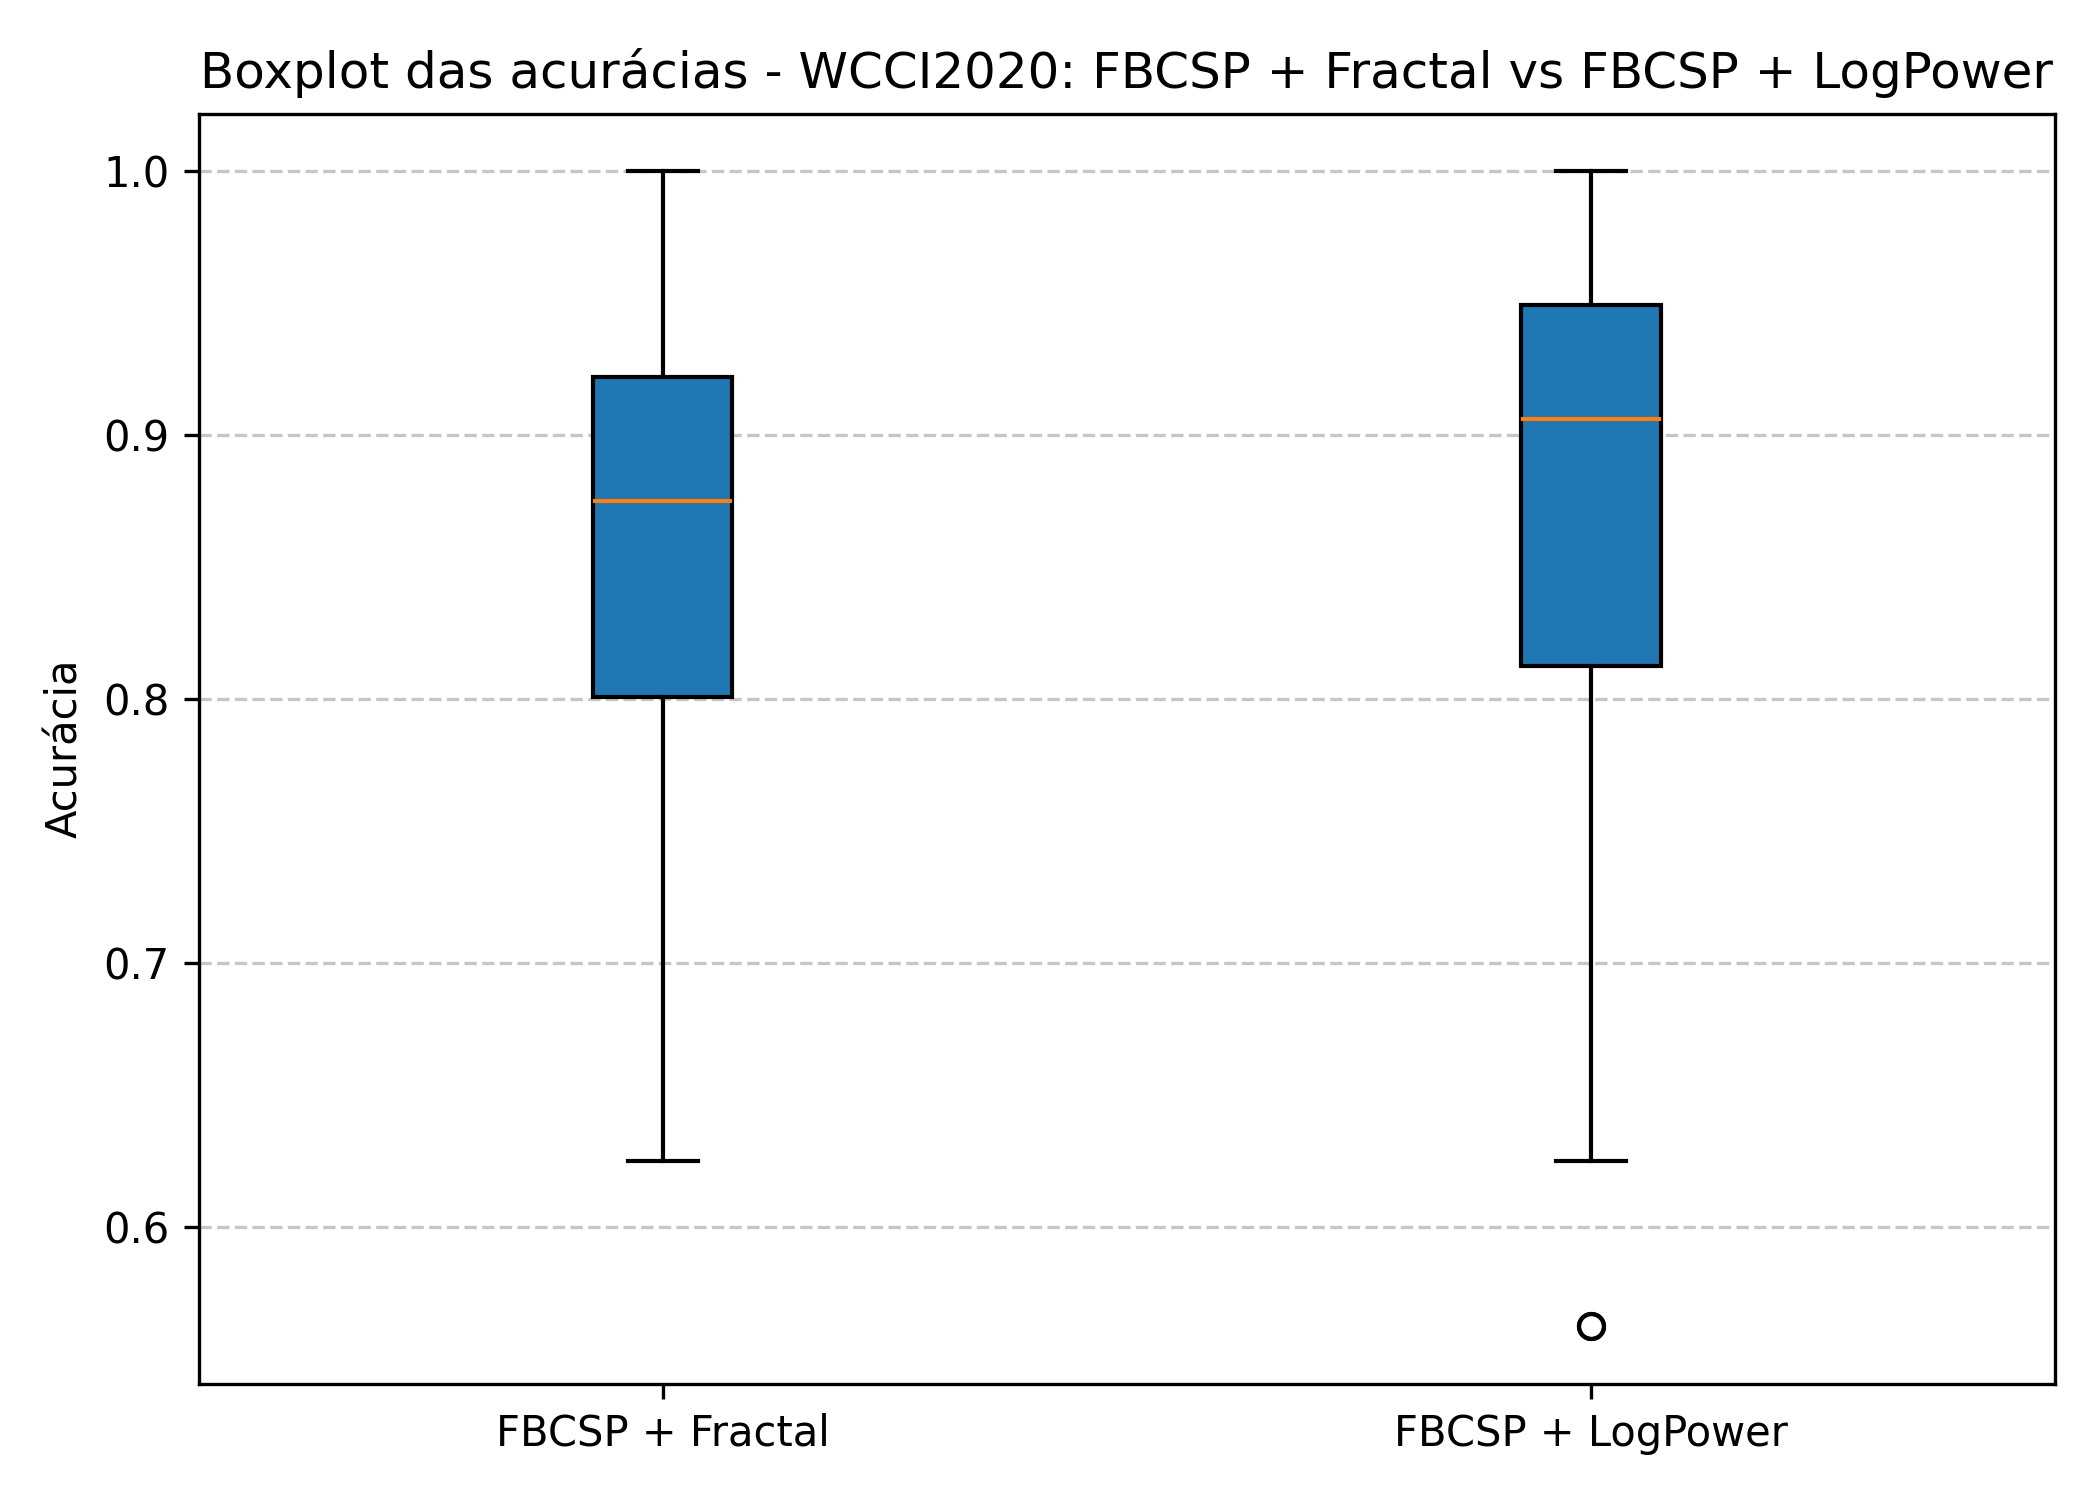 Boxplot das acurácias - WCCI2020: FBCSP + Fractal vs FBCSP + LogPower
1.0
0.9
0.8
0.7
0.6
Acurácia
FBCSP + Fractal
FBCSP + LogPower